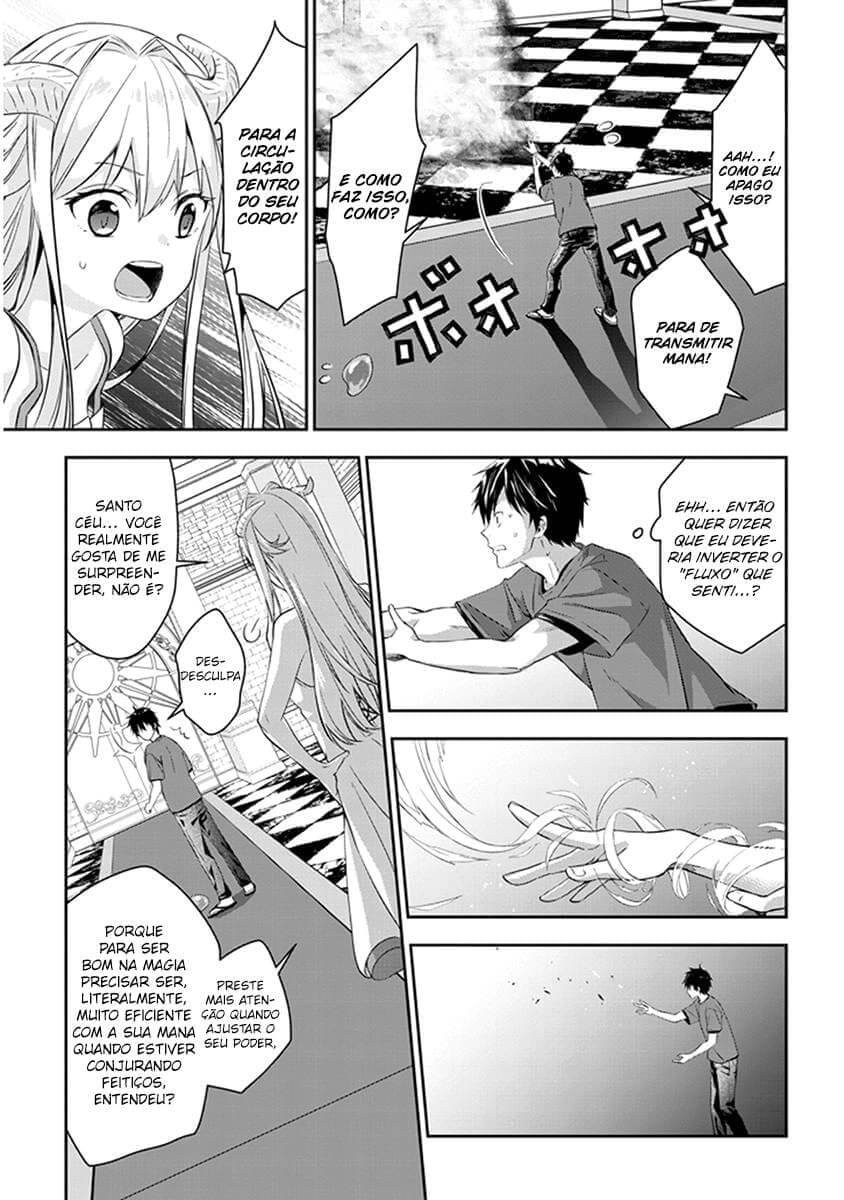 AAH...!
COMO EU
APAGO
ISSO?
PARA DE
TRANSMITIR
MANA!
E COMO
FAZ ISSO,
COMO?
ボオオオオ
PARA A
CIRCU-
LAÇÃO
DENTRO
DO SEU
CORPO!
EHH... ENTÃO
QUER DIZER
QUE EU DEVE-
RIA INVERTER O
"FLUXO" QUE
SENTI...?
SANTO
CÉU... VOCÊ
REALMENTE
GOSTA DE ME
SURPREEN-
DER, NÃO É?
DES-
DESCULPA
...
PRESTE
MAIS ATEN-
ÇÃO QUANDO
AJUSTAR O
SEU PODER,
PORQUE
PARA SER
BOM NA MAGIA
PRECISAR SER,
LITERALMENTE,
MUITO EFICIENTE
COM A SUA MANA
QUANDO ESTIVER
CONJURANDO
FEITIÇOS,
ENTENDEU?